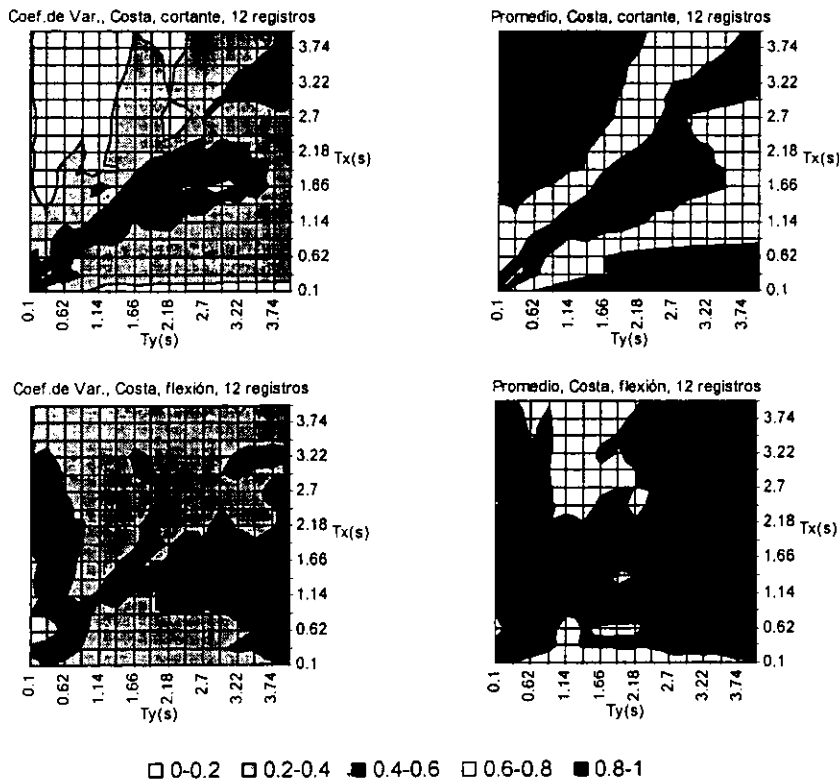 Coef.de Var., Costa, cortante, 12 registros
3.74
3.22
2.7
2.18
Tx(s)
1.66
1.14
0.62
0.1
0.1 0.62 1.14 1.66 2.18 2.7 3.22 3.74
Ty(s)
Promedio, Costa, cortante, 12 registros
3.74
3.22
2.7
2.18
Tx(s)
1.66
1.14
0.62
0.1
0.1 0.62 1.14 1.66 2.18 2.7 3.22 3.74
Ty(s)
Coef.de Var., Costa, flexión, 12 registros
3.74
3.22
2.7
2.18
Tx(s)
1.66
1.14
0.62
0.1
0.1 0.62 1.14 1.66 2.18 2.7 3.22 3.74
Ty(s)
Promedio, Costa, flexión, 12 registros
3.74
3.22
2.7
2.18
Tx(s)
1.66
1.14
0.62
0.1
0.1 0.62 1.14 1.66 2.18 2.7 3.22 3.74
Ty(s)
0-0.2 0.2-0.4 0.4-0.6 0.6-0.8 0.8-1